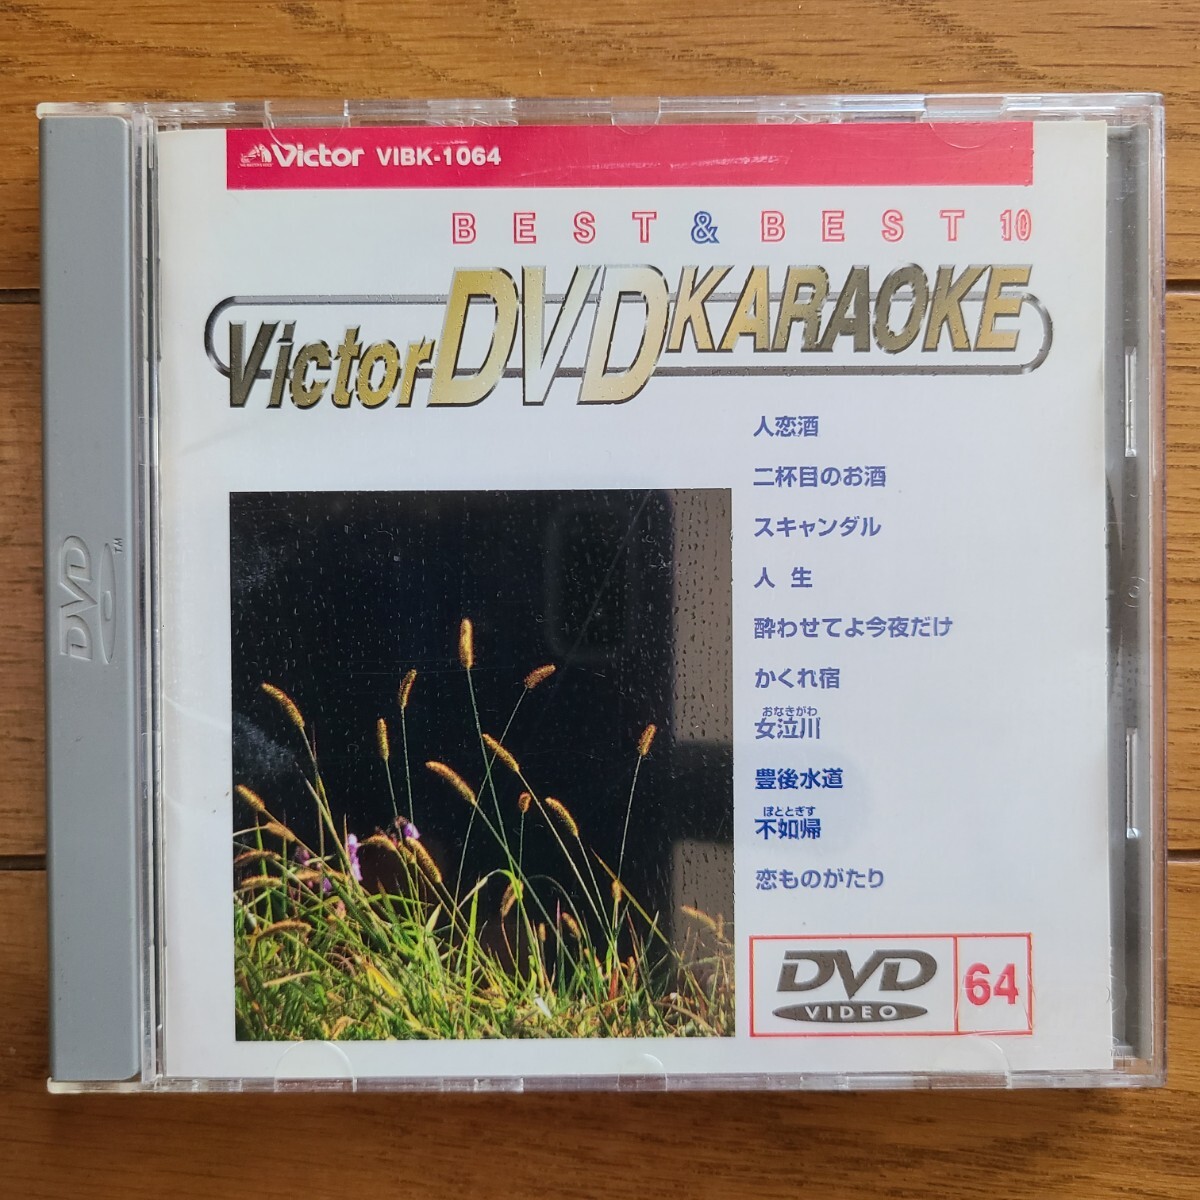 Victor VIBK-1064
BEST & BEST 10
Victor DVD KARAOKE
人恋酒
二杯目のお酒
スキャンダル
人生
酔わせてよ今夜だけ
かくれ宿
おなきがわ
女泣川
豊後水道
ほととぎす
不如帰
恋ものがたり
DVD
VIDEO
64
DVD™